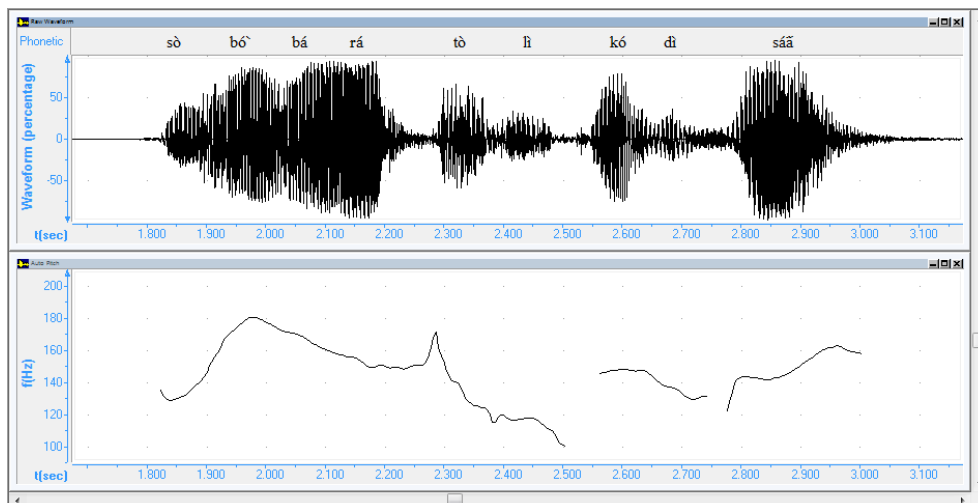 Raw Waveform
Phonetic sò bó` bá rá tò lì kó dì sáã́
Waveform (percentage)
50
0
-50
t(sec) 1.800 1.900 2.000 2.100 2.200 2.300 2.400 2.500 2.600 2.700 2.800 2.900 3.000 3.100
Auto Pitch
f(Hz)
200
180
160
140
120
100
t(sec) 1.800 1.900 2.000 2.100 2.200 2.300 2.400 2.500 2.600 2.700 2.800 2.900 3.000 3.100